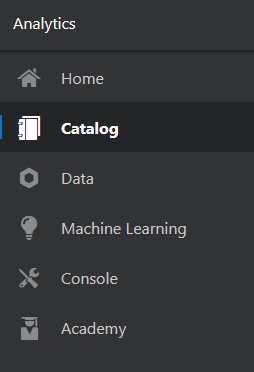 Analytics
Home
Catalog
Data
Machine Learning
Console
Academy